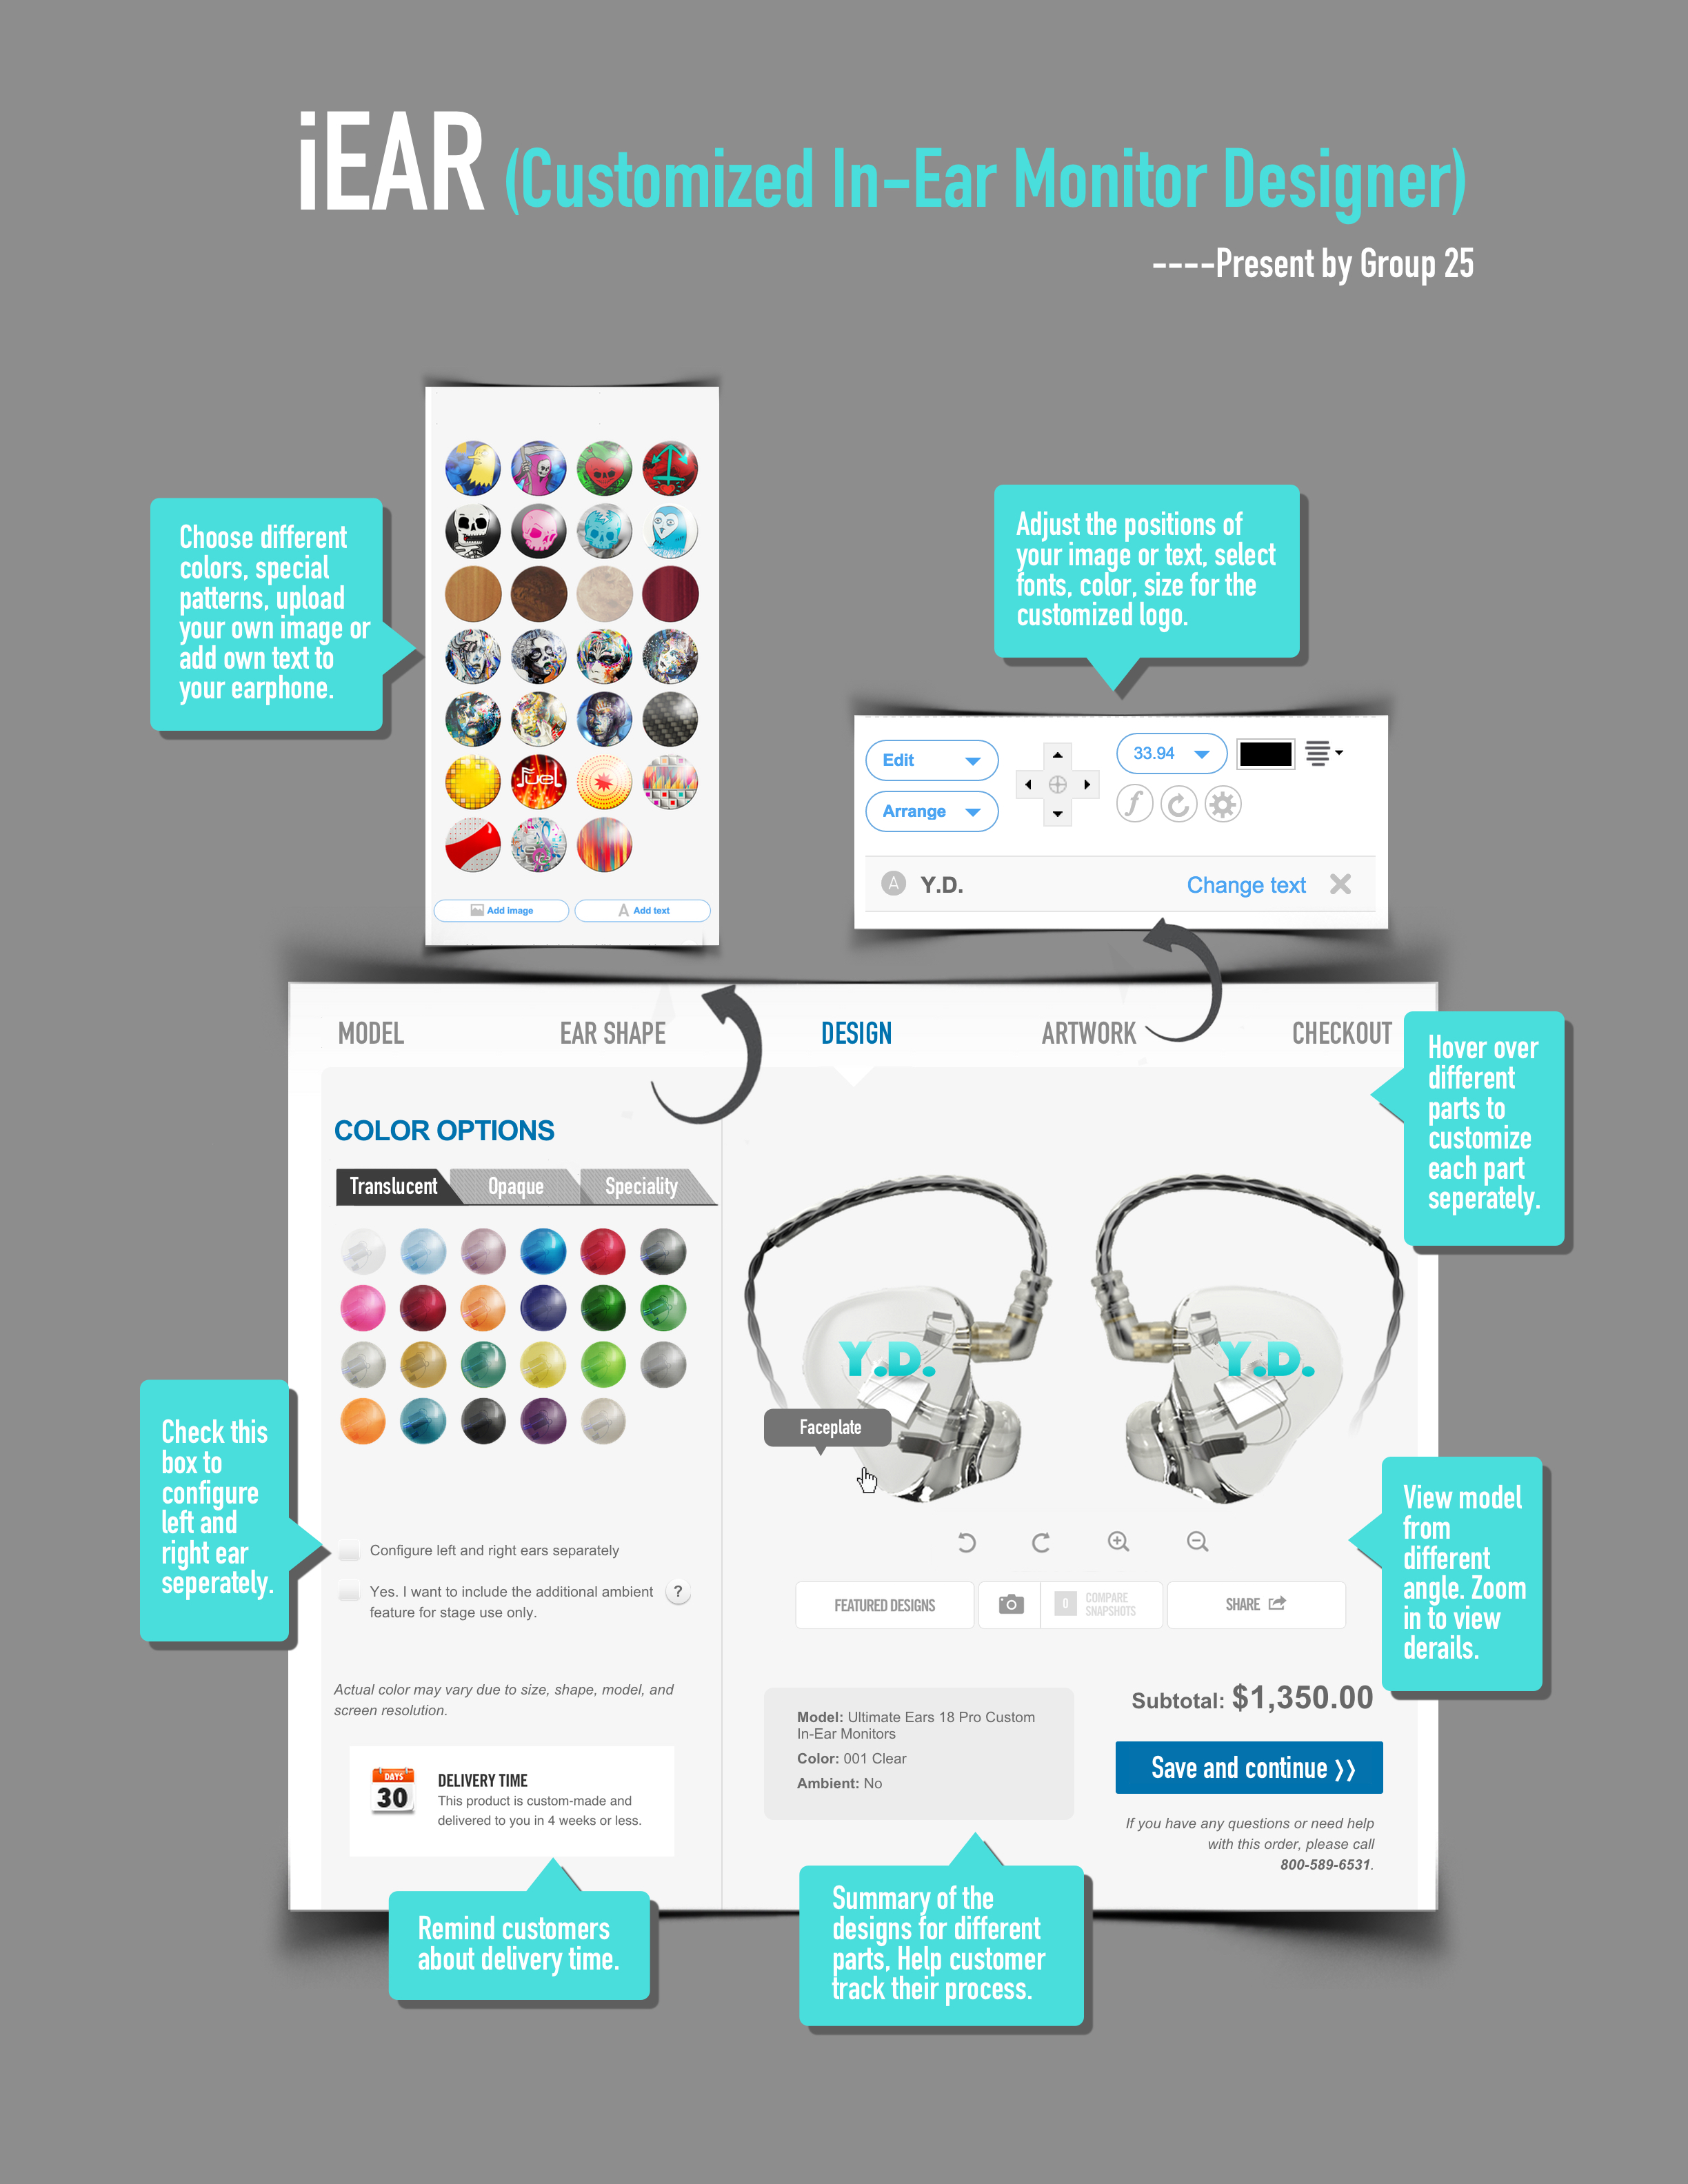 iEAR (Customized In-Ear Monitor Designer)
----Present by Group 25
Choose different
colors, special
patterns, upload
your own image or
add own text to
your earphone.
fuel
Add image
A Add text
Adjust the positions of
your image or text, select
fonts, color, size for the
customized logo.
Edit
Arrange
33.94
f
A Y.D.
Change text
MODEL
EAR SHAPE
DESIGN
ARTWORK
CHECKOUT
Hover over
different
parts to
customize
each part
seperately.
COLOR OPTIONS
Translucent
Opaque
Speciality
Y.D.
Y.D.
Faceplate
Check this
box to
configure
left and
right ear
seperately.
Configure left and right ears separately
Yes. I want to include the additional ambient
feature for stage use only.
?
View model
from
different
angle. Zoom
in to view
derails.
FEATURED DESIGNS
0
COMPARE
SNAPSHOTS
SHARE
Actual color may vary due to size, shape, model, and
screen resolution.
DAYS
30
DELIVERY TIME
This product is custom-made and
delivered to you in 4 weeks or less.
Model: Ultimate Ears 18 Pro Custom
In-Ear Monitors
Color: 001 Clear
Ambient: No
Subtotal: $1,350.00
Save and continue
If you have any questions or need help
with this order, please call
800-589-6531.
Remind customers
about delivery time.
Summary of the
designs for different
parts, Help customer
track their process.